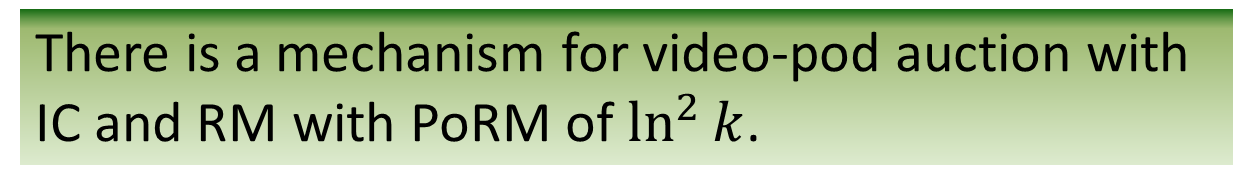 There is a mechanism for video-pod auction with
IC and RM with PoRM of ln² k.